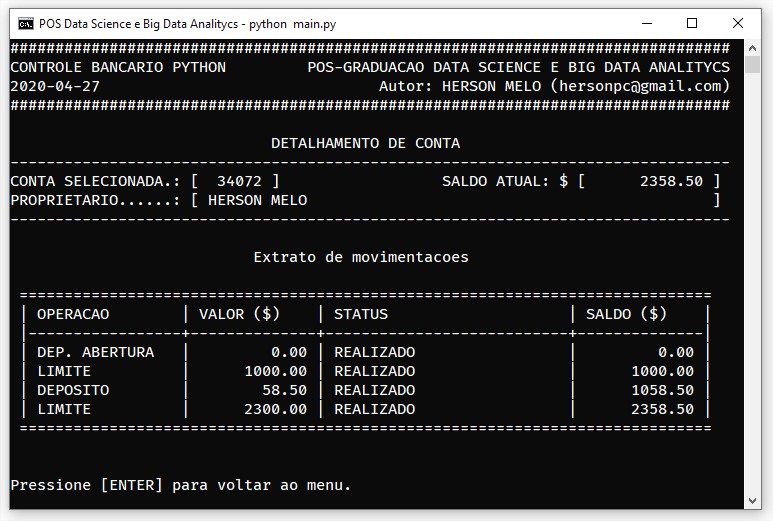 POS Data Science e Big Data Analitycs - python  main.py
################################################################################
CONTROLE BANCARIO PYTHON         POS-GRADUACAO DATA SCIENCE E BIG DATA ANALITYCS
2020-04-27                               Autor: HERSON MELO (hersonpc@gmail.com)
################################################################################
                             DETALHAMENTO DE CONTA
--------------------------------------------------------------------------------
CONTA SELECIONADA.: [  34072 ]                  SALDO ATUAL: $ [      2358.50 ]
PROPRIETARIO......: [ HERSON MELO                                             ]
--------------------------------------------------------------------------------
                           Extrato de movimentacoes
 =============================================================================
 | OPERACAO        | VALOR ($)    | STATUS                    | SALDO ($)    |
 |-----------------+--------------+---------------------------+--------------|
 | DEP. ABERTURA   |         0.00 | REALIZADO                 |         0.00 |
 | LIMITE          |      1000.00 | REALIZADO                 |      1000.00 |
 | DEPOSITO        |        58.50 | REALIZADO                 |      1058.50 |
 | LIMITE          |      2300.00 | REALIZADO                 |      2358.50 |
 =============================================================================
Pressione [ENTER] para voltar ao menu.